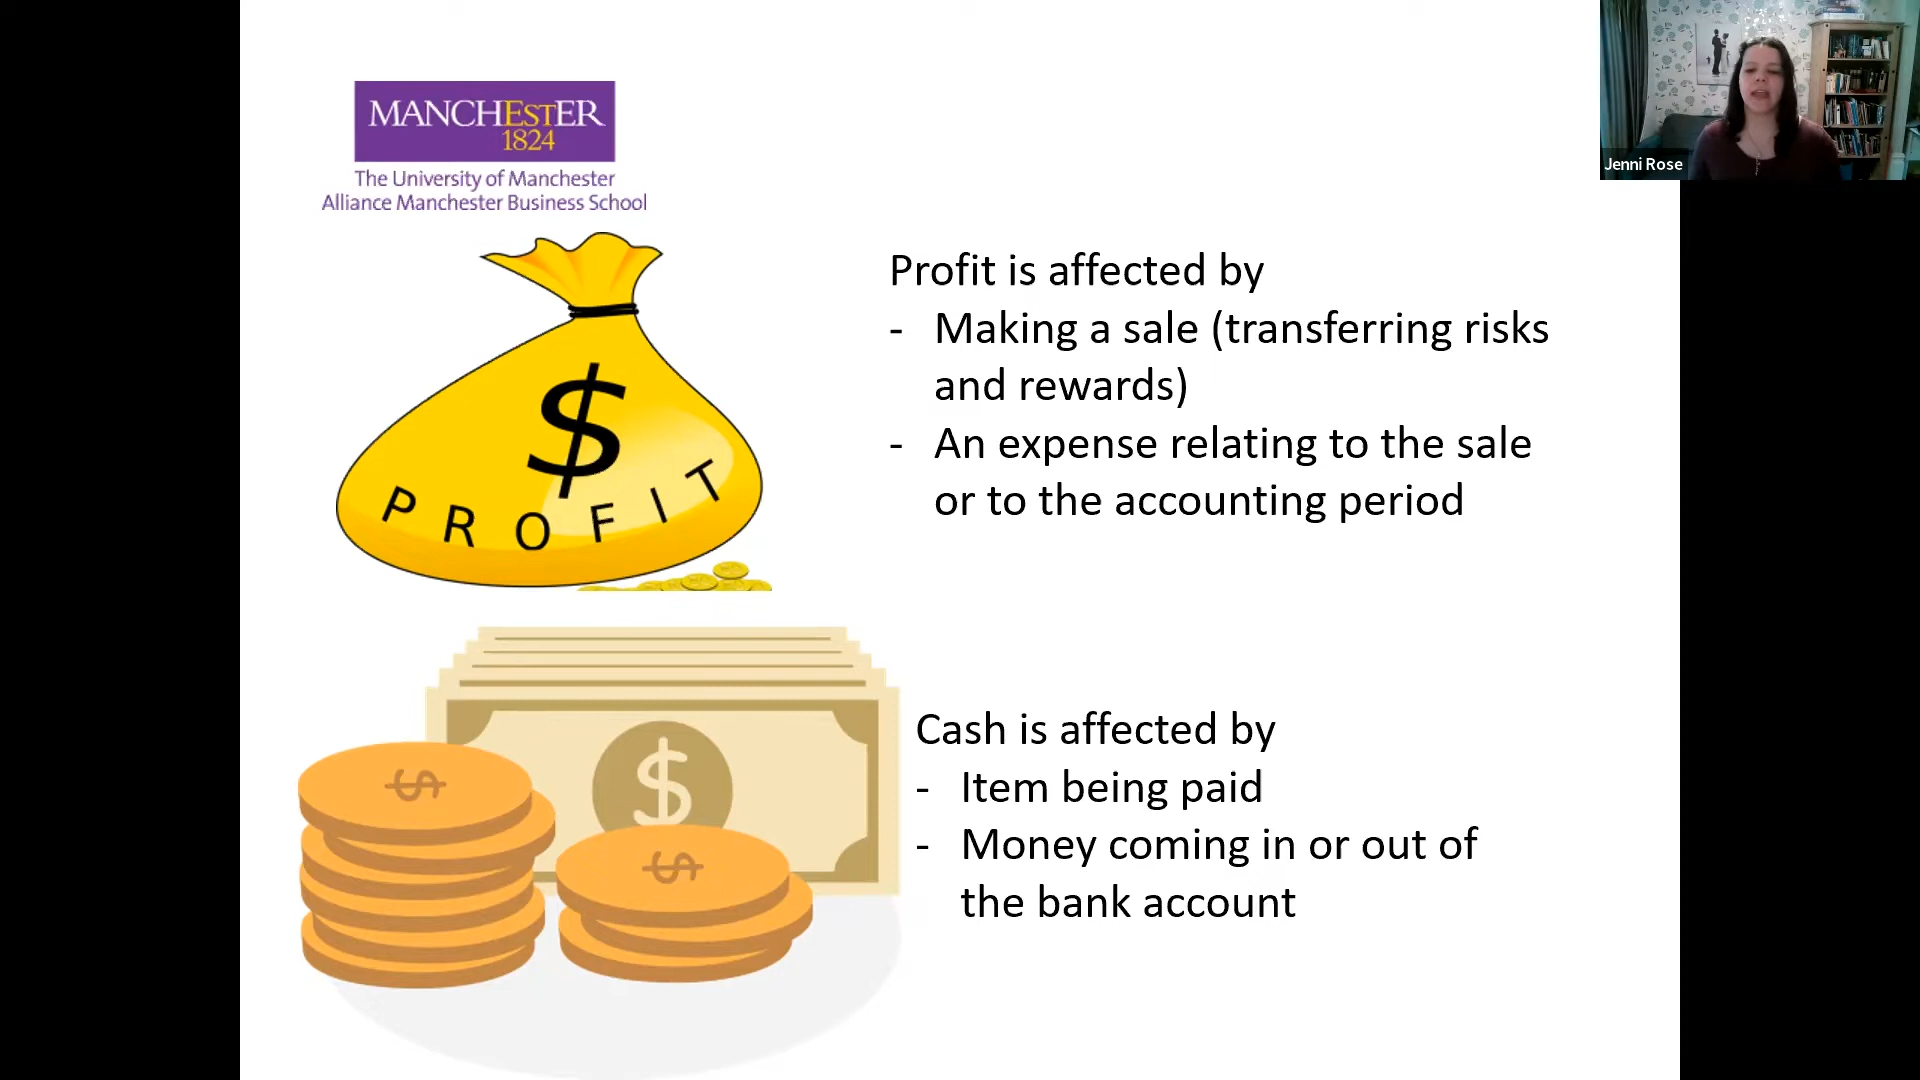 MANCHESTER
1824
The University of Manchester
Alliance Manchester Business School
Jenni Rose
$
PROFIT
Profit is affected by
- Making a sale (transferring risks
and rewards)
- An expense relating to the sale
or to the accounting period
$
$
$
Cash is affected by
- Item being paid
- Money coming in or out of
the bank account